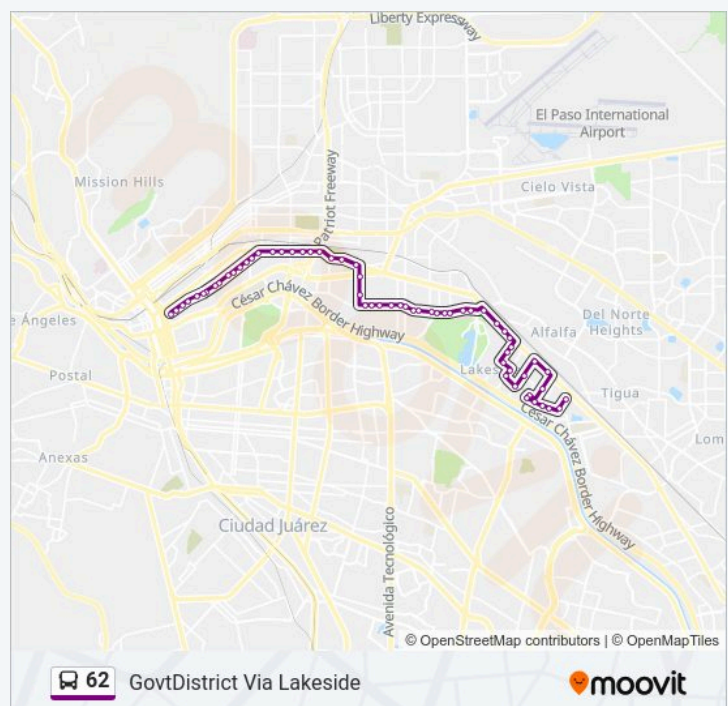 Liberty Expressway
El Paso International
Airport
Mission Hills
Patriot Freeway
Cielo Vista
César Chávez Border Highway
Del Norte
Heights
e Ángeles
Alfalfa
Postal
Lakes
Tigua
César Chávez Border Highway
Lom
Anexas
Ciudad Juárez
Avenida Tecnológico
© OpenStreetMap contributors | © OpenMapTiles
62 GovtDistrict Via Lakeside
moovit